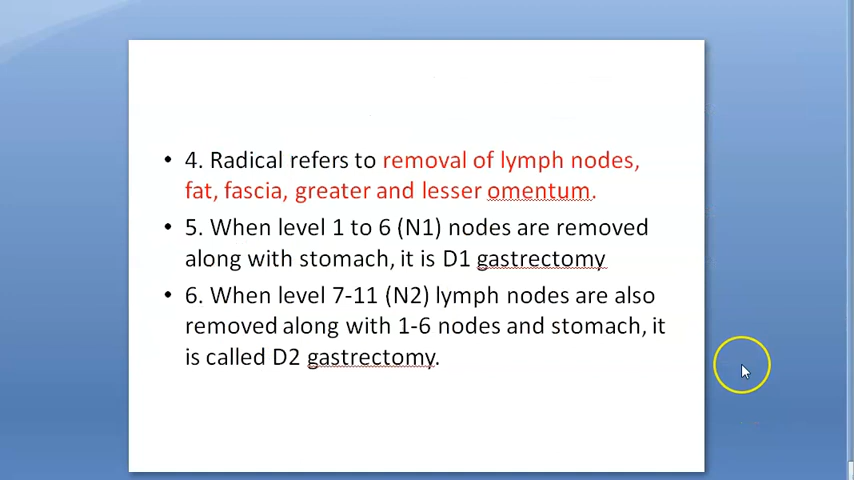 • 4. Radical refers to removal of lymph nodes,
fat, fascia, greater and lesser omentum.
• 5. When level 1 to 6 (N1) nodes are removed
along with stomach, it is D1 gastrectomy
• 6. When level 7-11 (N2) lymph nodes are also
removed along with 1-6 nodes and stomach, it
is called D2 gastrectomy.